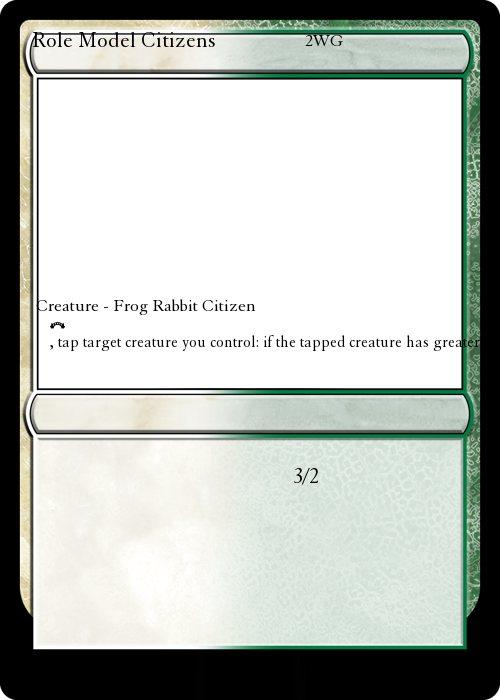 Role Model Citizens 2WG
Creature - Frog Rabbit Citizen
, tap target creature you control: if the tapped creature has greater
3/2